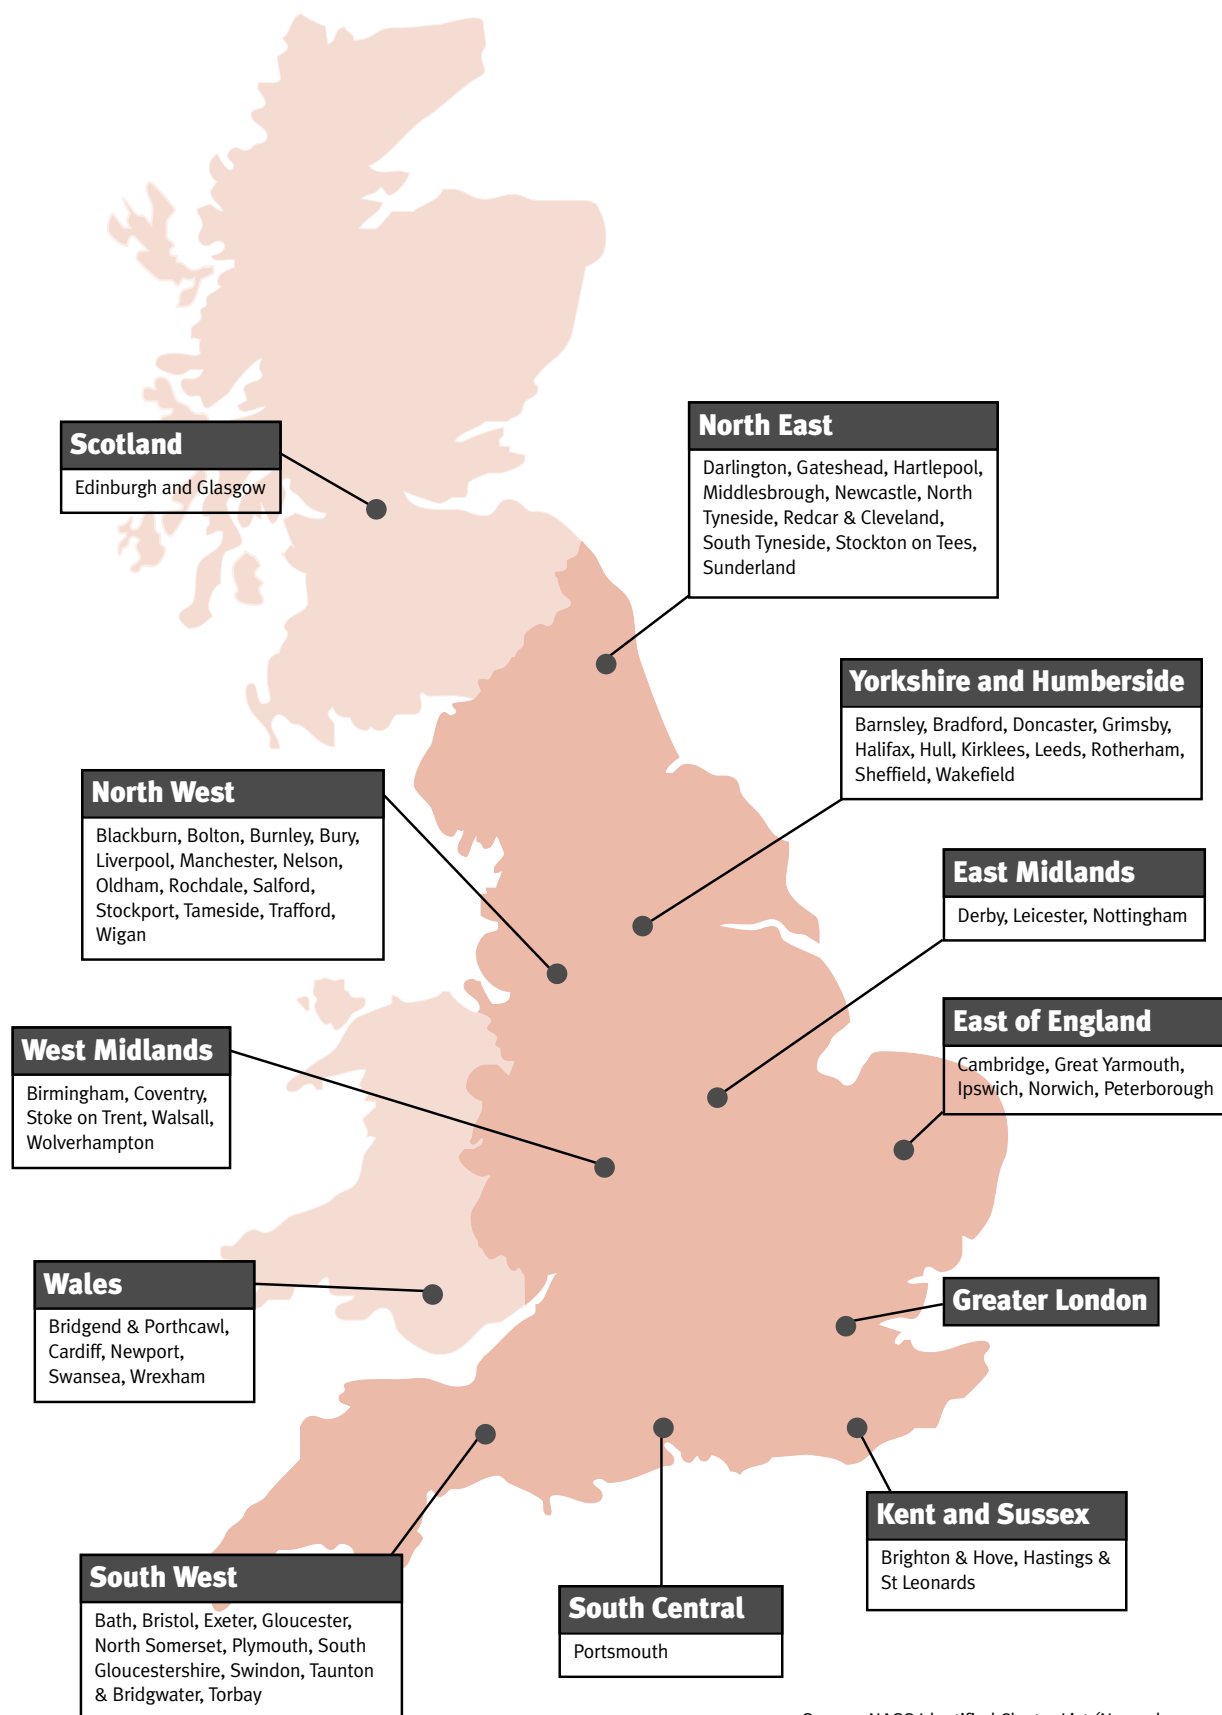 Scotland
Edinburgh and Glasgow
North East
Darlington, Gateshead, Hartlepool,
Middlesbrough, Newcastle, North
Tyneside, Redcar & Cleveland,
South Tyneside, Stockton on Tees,
Sunderland
Yorkshire and Humberside
Barnsley, Bradford, Doncaster, Grimsby,
Halifax, Hull, Kirklees, Leeds, Rotherham,
Sheffield, Wakefield
North West
Blackburn, Bolton, Burnley, Bury,
Liverpool, Manchester, Nelson,
Oldham, Rochdale, Salford,
Stockport, Tameside, Trafford,
Wigan
East Midlands
Derby, Leicester, Nottingham
East of England
Cambridge, Great Yarmouth,
Ipswich, Norwich, Peterborough
West Midlands
Birmingham, Coventry,
Stoke on Trent, Walsall,
Wolverhampton
Wales
Bridgend & Porthcawl,
Cardiff, Newport,
Swansea, Wrexham
Greater London
Kent and Sussex
Brighton & Hove, Hastings &
St Leonards
South West
Bath, Bristol, Exeter, Gloucester,
North Somerset, Plymouth, South
Gloucestershire, Swindon, Taunton
& Bridgwater, Torbay
South Central
Portsmouth